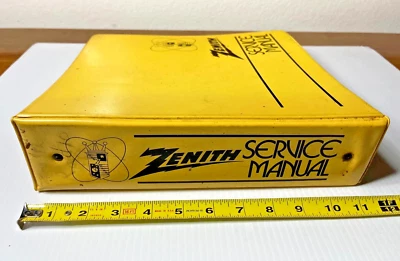 ZENITH
SERVICE
MANUAL
ZENITH SERVICE
MANUAL
1 2 3 4 5 6 7 8 9 10 11